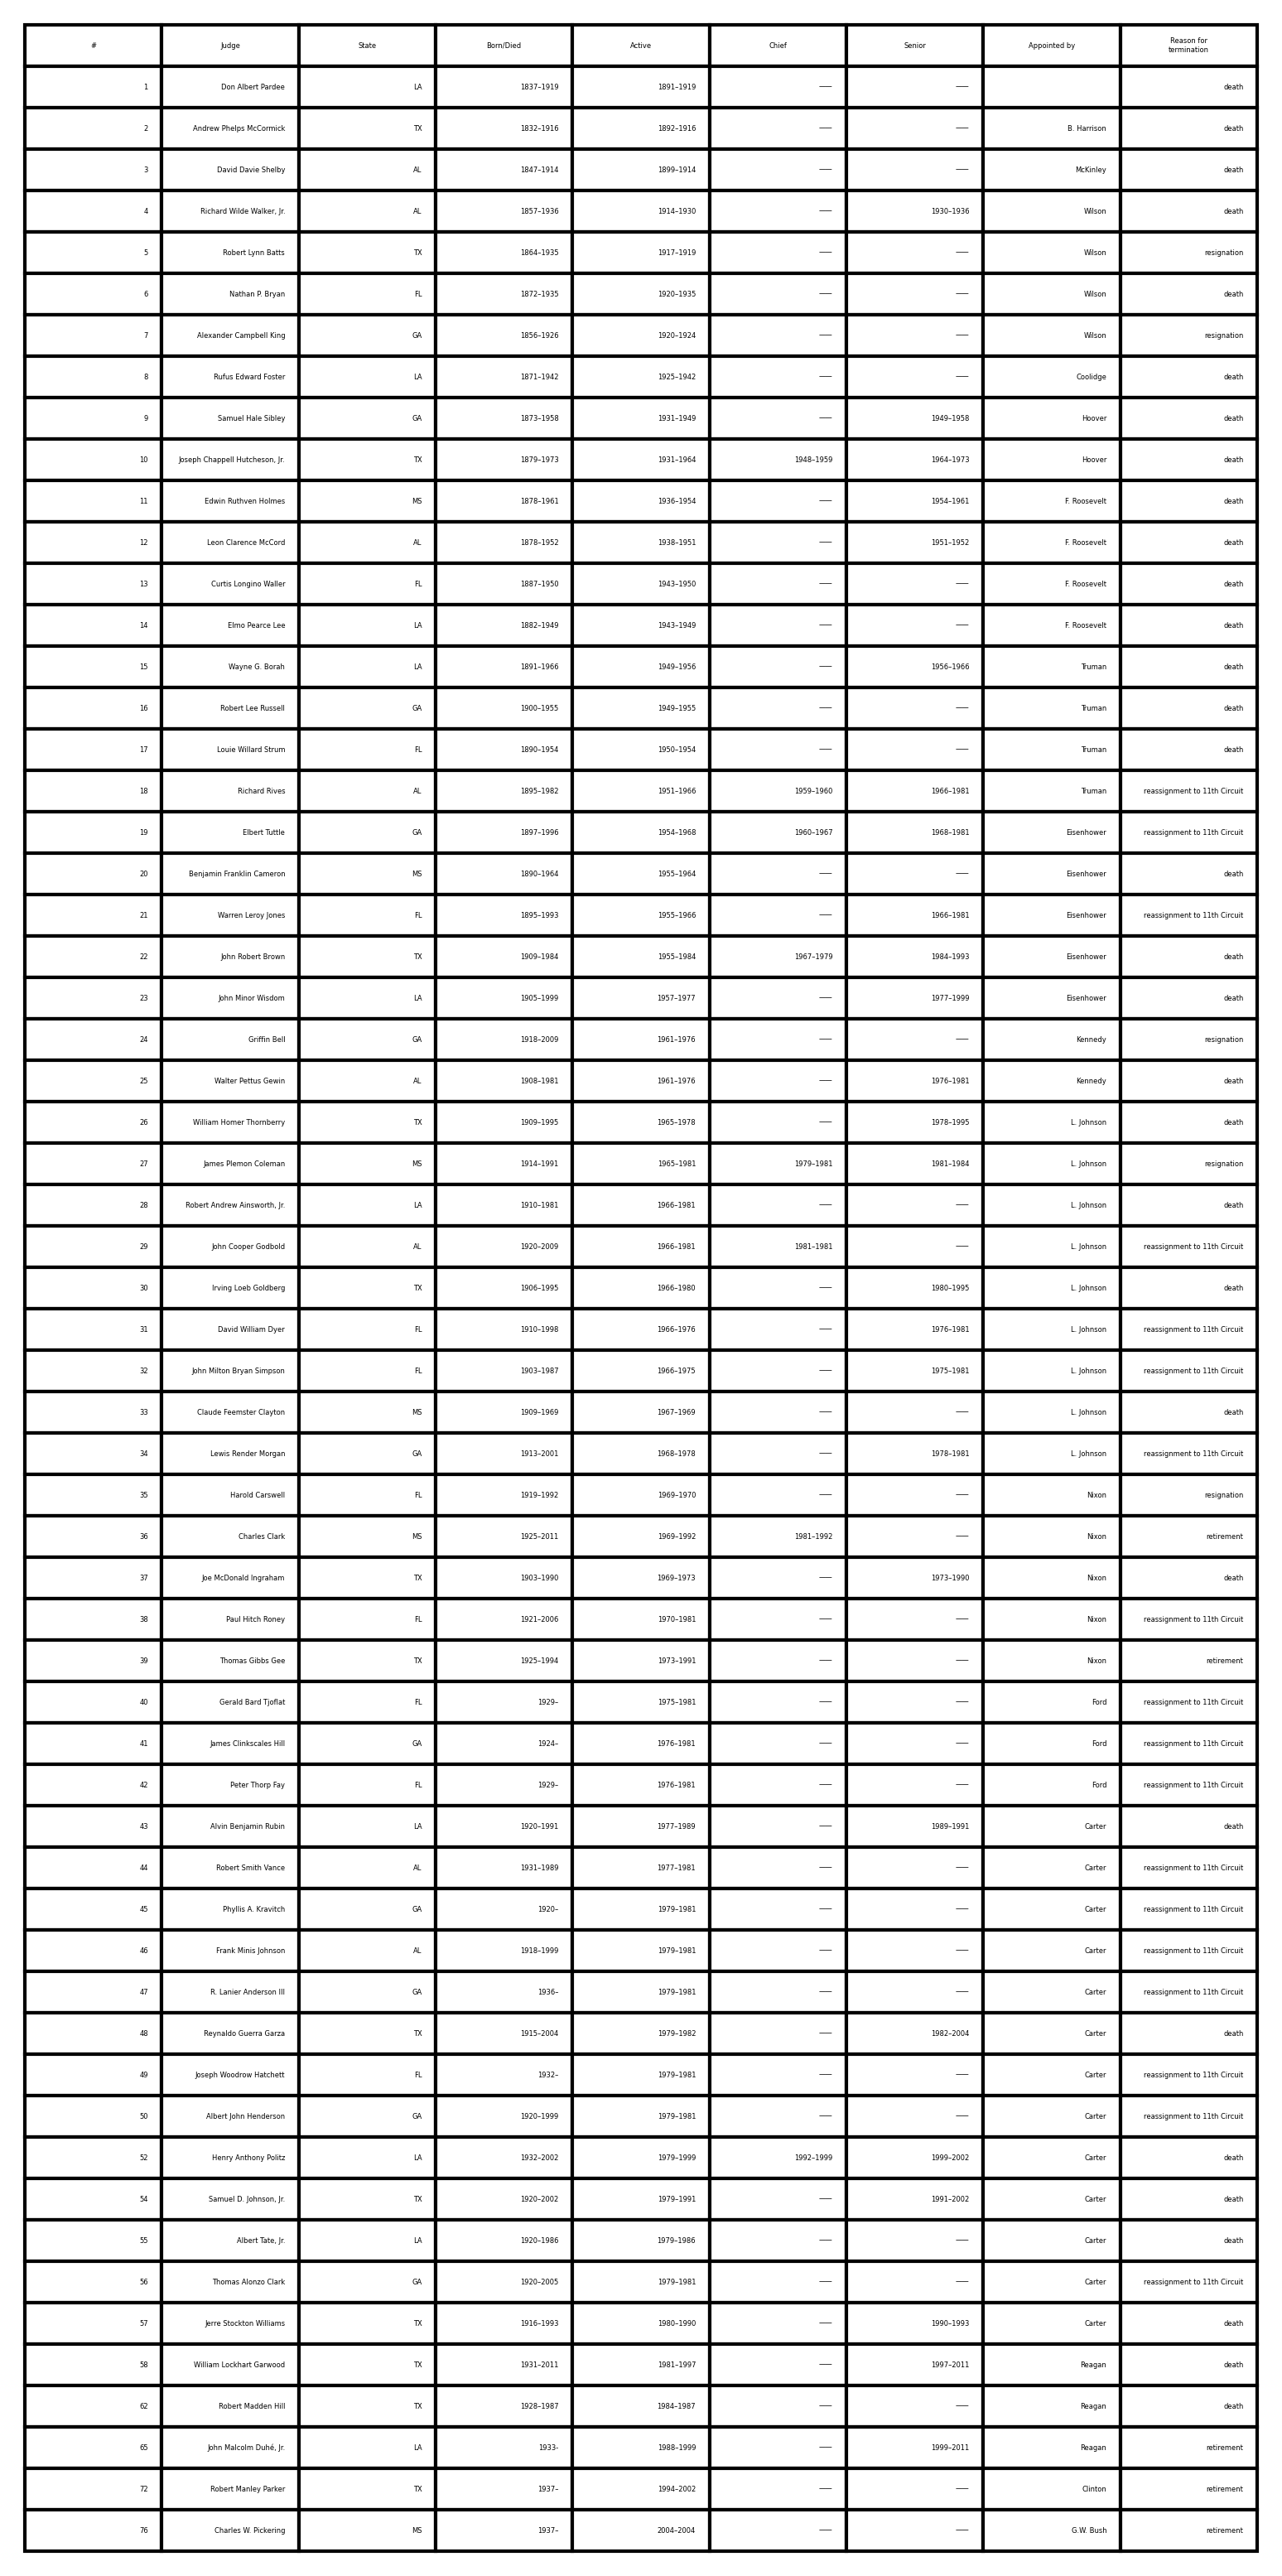 # Judge State Born/Died Active Chief Senior Appointed by Reason for termination
1 Don Albert Pardee LA 1837–1919 1891–1919 — — death
2 Andrew Phelps McCormick TX 1832–1916 1892–1916 — — B. Harrison death
3 David Davie Shelby AL 1847–1914 1899–1914 — — McKinley death
4 Richard Wilde Walker, Jr. AL 1857–1936 1914–1930 — 1930–1936 Wilson death
5 Robert Lynn Batts TX 1864–1935 1917–1919 — — Wilson resignation
6 Nathan P. Bryan FL 1872–1935 1920–1935 — — Wilson death
7 Alexander Campbell King GA 1856–1926 1920–1924 — — Wilson resignation
8 Rufus Edward Foster LA 1871–1942 1925–1942 — — Coolidge death
9 Samuel Hale Sibley GA 1873–1958 1931–1949 — 1949–1958 Hoover death
10 Joseph Chappell Hutcheson, Jr. TX 1879–1973 1931–1964 1948–1959 1964–1973 Hoover death
11 Edwin Ruthven Holmes MS 1878–1961 1936–1954 — 1954–1961 F. Roosevelt death
12 Leon Clarence McCord AL 1878–1952 1938–1951 — 1951–1952 F. Roosevelt death
13 Curtis Longino Waller FL 1887–1950 1943–1950 — — F. Roosevelt death
14 Elmo Pearce Lee LA 1882–1949 1943–1949 — — F. Roosevelt death
15 Wayne G. Borah LA 1891–1966 1949–1956 — 1956–1966 Truman death
16 Robert Lee Russell GA 1900–1955 1949–1955 — — Truman death
17 Louie Willard Strum FL 1890–1954 1950–1954 — — Truman death
18 Richard Rives AL 1895–1982 1951–1966 1959–1960 1966–1981 Truman reassignment to 11th Circuit
19 Elbert Tuttle GA 1897–1996 1954–1968 1960–1967 1968–1981 Eisenhower reassignment to 11th Circuit
20 Benjamin Franklin Cameron MS 1890–1964 1955–1964 — — Eisenhower death
21 Warren Leroy Jones FL 1895–1993 1955–1966 — 1966–1981 Eisenhower reassignment to 11th Circuit
22 John Robert Brown TX 1909–1984 1955–1984 1967–1979 1984–1993 Eisenhower death
23 John Minor Wisdom LA 1905–1999 1957–1977 — 1977–1999 Eisenhower death
24 Griffin Bell GA 1918–2009 1961–1976 — — Kennedy resignation
25 Walter Pettus Gewin AL 1908–1981 1961–1976 — 1976–1981 Kennedy death
26 William Homer Thornberry TX 1909–1995 1965–1978 — 1978–1995 L. Johnson death
27 James Plemon Coleman MS 1914–1991 1965–1981 1979–1981 1981–1984 L. Johnson resignation
28 Robert Andrew Ainsworth, Jr. LA 1910–1981 1966–1981 — — L. Johnson death
29 John Cooper Godbold AL 1920–2009 1966–1981 1981–1981 — L. Johnson reassignment to 11th Circuit
30 Irving Loeb Goldberg TX 1906–1995 1966–1980 — 1980–1995 L. Johnson death
31 David William Dyer FL 1910–1998 1966–1976 — 1976–1981 L. Johnson reassignment to 11th Circuit
32 John Milton Bryan Simpson FL 1903–1987 1966–1975 — 1975–1981 L. Johnson reassignment to 11th Circuit
33 Claude Feemster Clayton MS 1909–1969 1967–1969 — — L. Johnson death
34 Lewis Render Morgan GA 1913–2001 1968–1978 — 1978–1981 L. Johnson reassignment to 11th Circuit
35 Harold Carswell FL 1919–1992 1969–1970 — — Nixon resignation
36 Charles Clark MS 1925–2011 1969–1992 1981–1992 — Nixon retirement
37 Joe McDonald Ingraham TX 1903–1990 1969–1973 — 1973–1990 Nixon death
38 Paul Hitch Roney FL 1921–2006 1970–1981 — — Nixon reassignment to 11th Circuit
39 Thomas Gibbs Gee TX 1925–1994 1973–1991 — — Nixon retirement
40 Gerald Bard Tjoflat FL 1929– 1975–1981 — — Ford reassignment to 11th Circuit
41 James Clinkscales Hill GA 1924– 1976–1981 — — Ford reassignment to 11th Circuit
42 Peter Thorp Fay FL 1929– 1976–1981 — — Ford reassignment to 11th Circuit
43 Alvin Benjamin Rubin LA 1920–1991 1977–1989 — 1989–1991 Carter death
44 Robert Smith Vance AL 1931–1989 1977–1981 — — Carter reassignment to 11th Circuit
45 Phyllis A. Kravitch GA 1920– 1979–1981 — — Carter reassignment to 11th Circuit
46 Frank Minis Johnson AL 1918–1999 1979–1981 — — Carter reassignment to 11th Circuit
47 R. Lanier Anderson III GA 1936– 1979–1981 — — Carter reassignment to 11th Circuit
48 Reynaldo Guerra Garza TX 1915–2004 1979–1982 — 1982–2004 Carter death
49 Joseph Woodrow Hatchett FL 1932– 1979–1981 — — Carter reassignment to 11th Circuit
50 Albert John Henderson GA 1920–1999 1979–1981 — — Carter reassignment to 11th Circuit
52 Henry Anthony Politz LA 1932–2002 1979–1999 1992–1999 1999–2002 Carter death
54 Samuel D. Johnson, Jr. TX 1920–2002 1979–1991 — 1991–2002 Carter death
55 Albert Tate, Jr. LA 1920–1986 1979–1986 — — Carter death
56 Thomas Alonzo Clark GA 1920–2005 1979–1981 — — Carter reassignment to 11th Circuit
57 Jerre Stockton Williams TX 1916–1993 1980–1990 — 1990–1993 Carter death
58 William Lockhart Garwood TX 1931–2011 1981–1997 — 1997–2011 Reagan death
62 Robert Madden Hill TX 1928–1987 1984–1987 — — Reagan death
65 John Malcolm Duhé, Jr. LA 1933- 1988–1999 — 1999–2011 Reagan retirement
72 Robert Manley Parker TX 1937– 1994–2002 — — Clinton retirement
76 Charles W. Pickering MS 1937– 2004–2004 — — G.W. Bush retirement